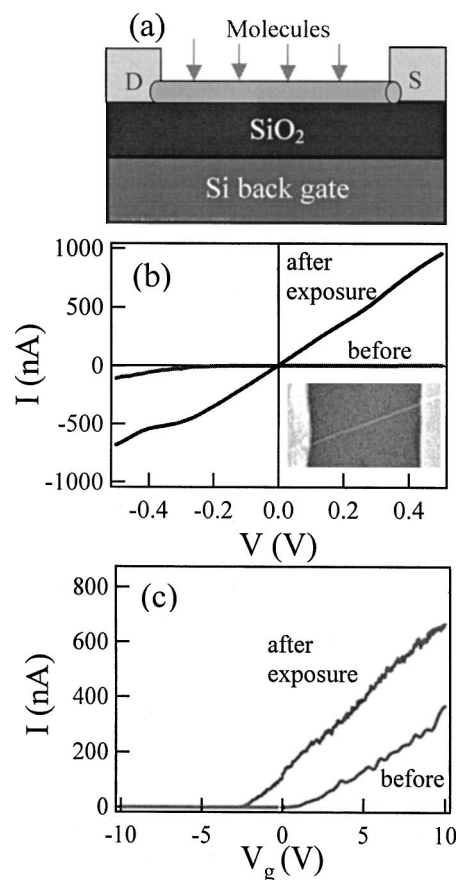 (a)
Molecules
D
S
SiO₂
Si back gate
1000
(b)
after
exposure
500
before
0
I (nA)
-500
-1000
-0.4
-0.2
0.0
0.2
0.4
V (V)
800
(c)
600
after
exposure
400
I (nA)
200
before
0
-10
-5
0
5
10
V_g (V)